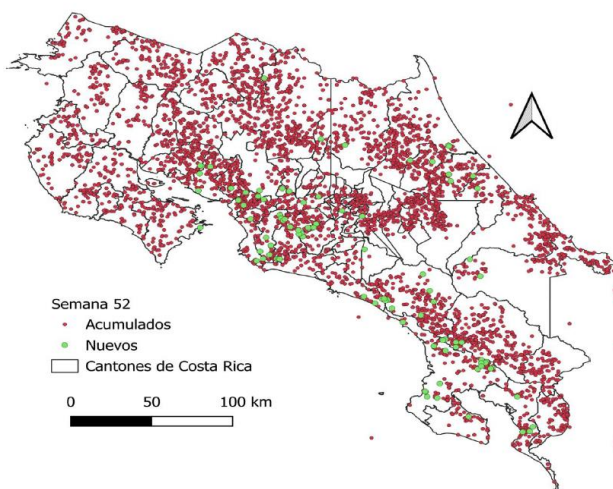 Semana 52
Acumulados
Nuevos
Cantones de Costa Rica
0 50 100 km